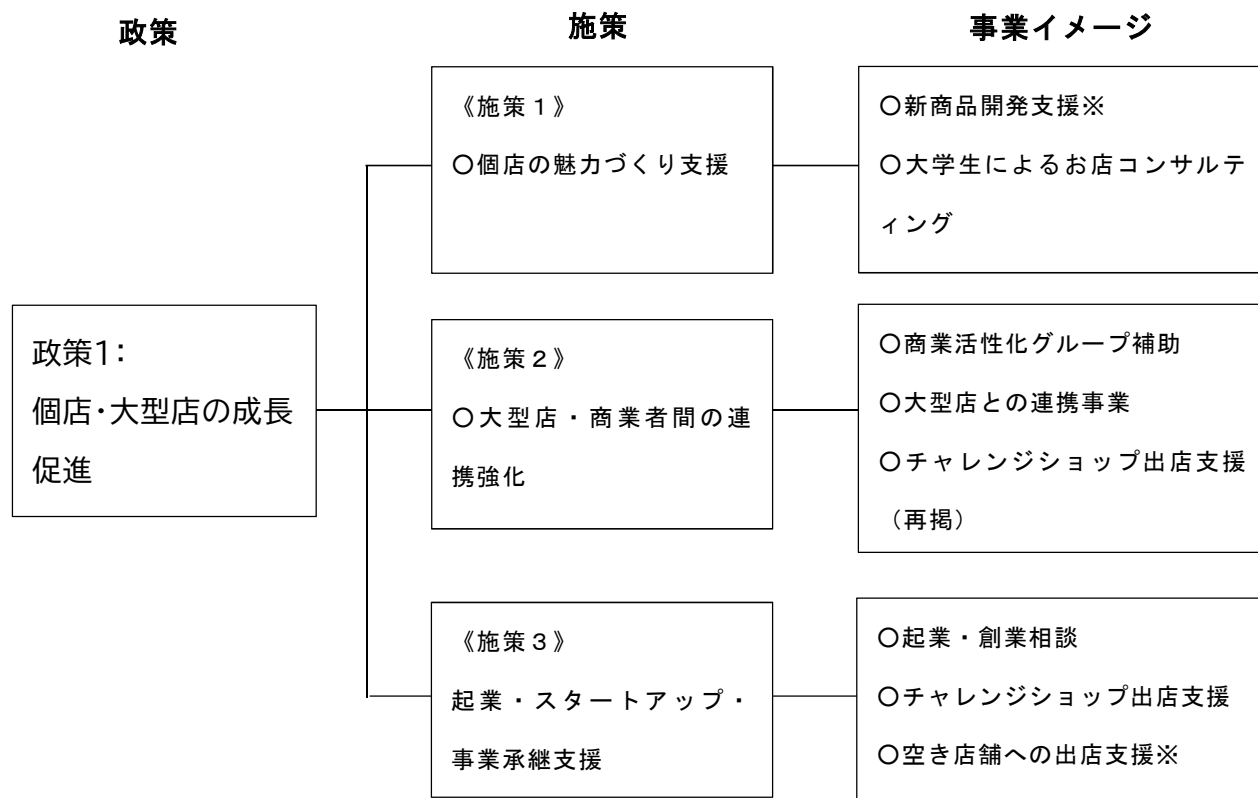 政策
施策
事業イメージ
政策1:
個店・大型店の成長
促進
《施策１》
〇個店の魅力づくり支援
〇新商品開発支援※
〇大学生によるお店コンサルテ
ィング
《施策２》
〇大型店・商業者間の連
携強化
〇商業活性化グループ補助
〇大型店との連携事業
〇チャレンジショップ出店支援
（再掲）
《施策３》
起業・スタートアップ・
事業承継支援
〇起業・創業相談
〇チャレンジショップ出店支援
〇空き店舗への出店支援※